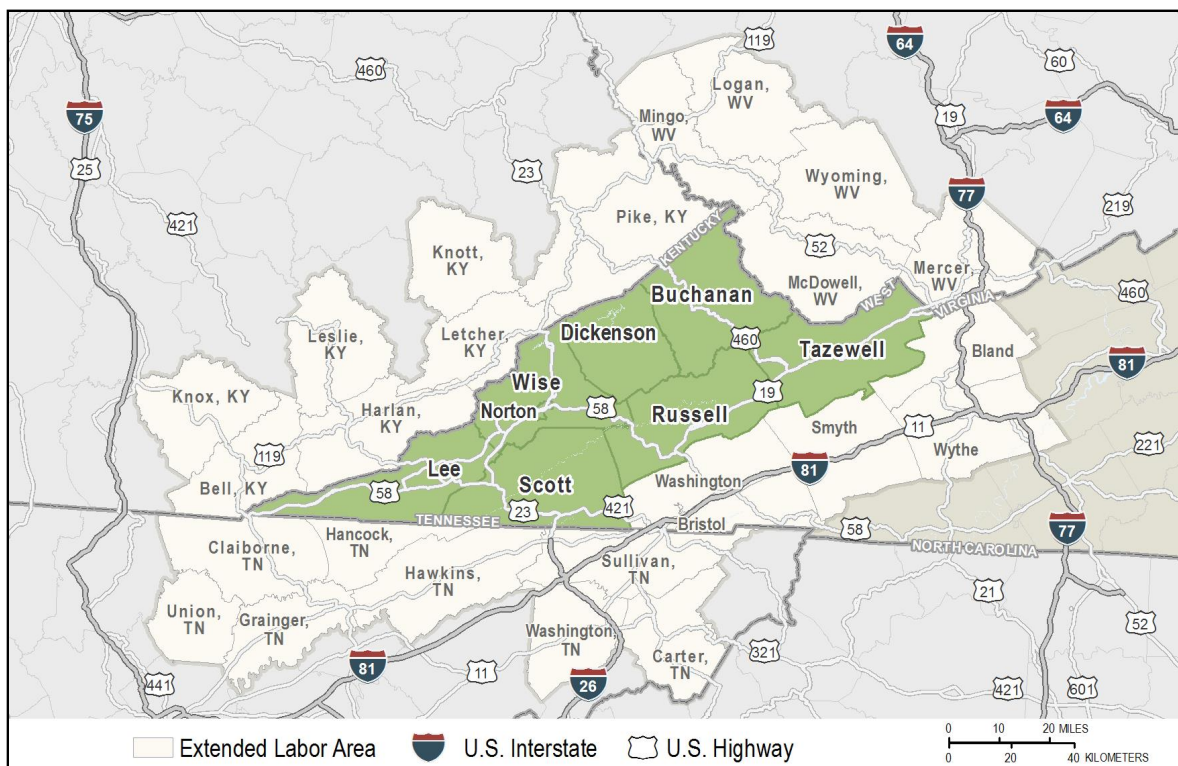 119
64
60
460
Logan,
WV
Mingo,
WV
75
19
64
25
23
Wyoming,
WV
77
Pike, KY
219
421
KENTUCKY
Knott,
KY
52
Mercer,
WV
McDowell,
WV
WEST
VIRGINIA
460
Buchanan
Leslie,
KY
Letcher,
KY
Dickenson
460
Tazewell
Bland
81
Wise
19
Knox, KY
Harlan,
KY
Norton
58
Russell
Smyth
11
221
119
Wythe
Lee
81
Bell, KY
58
Scott
Washington
TENNESSEE
23
421
Bristol
58
77
NORTH CAROLINA
Claiborne,
TN
Hancock,
TN
Hawkins,
TN
Sullivan,
TN
21
Union,
TN
Grainger,
TN
Washington,
TN
52
321
Carter,
TN
81
11
26
441
421
601
Extended Labor Area
U.S. Interstate
U.S. Highway
0 10 20 MILES
0 20 40 KILOMETERS